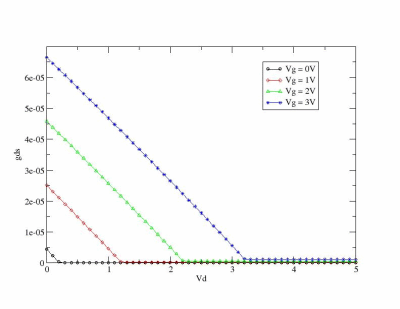 Vg = 0V
Vg = 1V
Vg = 2V
Vg = 3V
6e-05
5e-05
4e-05
3e-05
2e-05
1e-05
0
gds
0 1 2 3 4 5
Vd